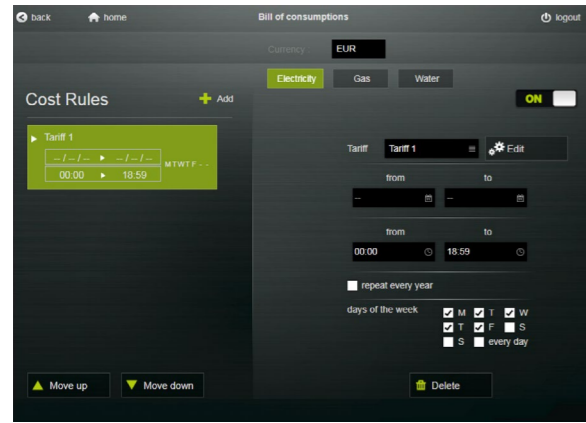 back home Bill of consumptions logout
Currency EUR
Electricity Gas Water
Cost Rules Add
ON
Tariff 1
-- / -- / -- -- / -- / --
00:00 18:59
M T W T F - -
Tariff Tariff 1 Edit
from to
-- --
from to
00:00 18:59
repeat every year
days of the week M T W
T F S
S every day
Move up Move down Delete